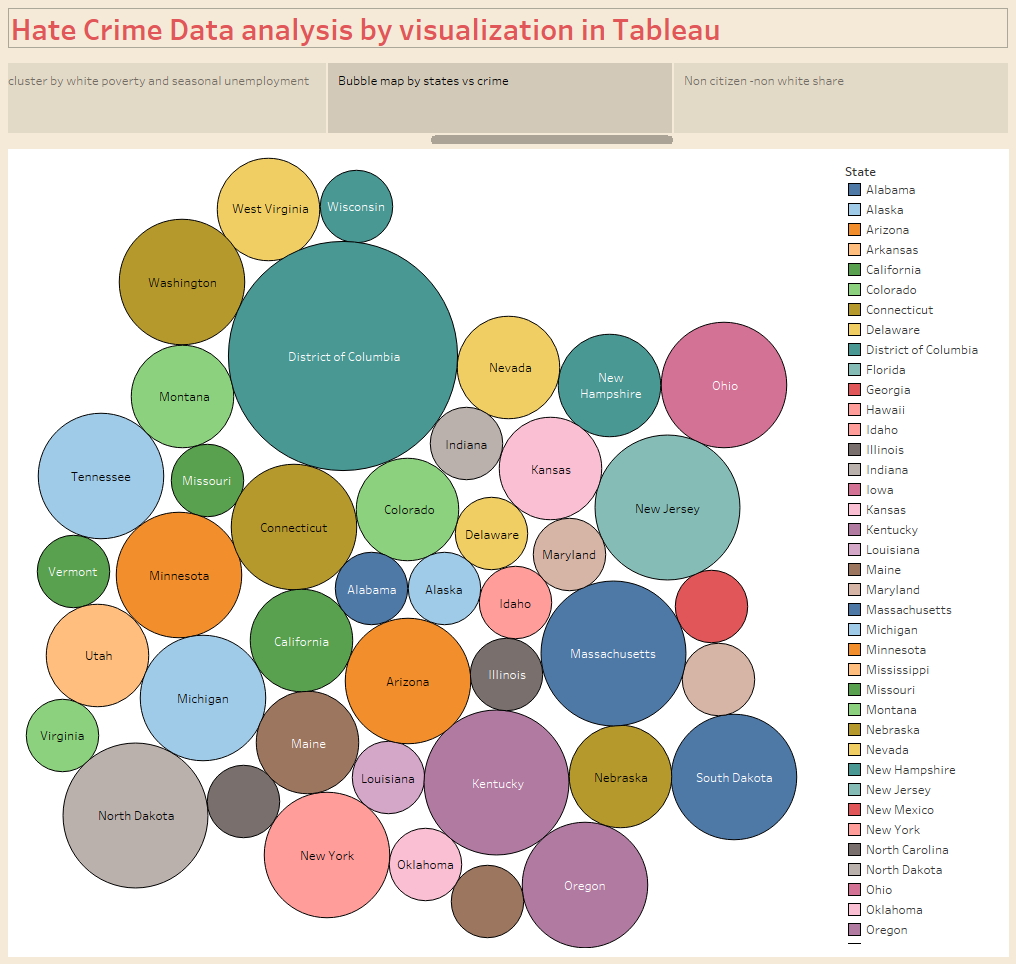 Hate Crime Data analysis by visualization in Tableau
cluster by white poverty and seasonal unemployment
Bubble map by states vs crime
Non citizen -non white share
West Virginia
Wisconsin
Washington
District of Columbia
Nevada
New
Hampshire
Ohio
Montana
Indiana
Kansas
Tennessee
Missouri
New Jersey
Colorado
Connecticut
Delaware
Maryland
Vermont
Minnesota
Alabama
Alaska
Idaho
California
Massachusetts
Utah
Illinois
Arizona
Michigan
Virginia
Maine
Louisiana
Kentucky
Nebraska
South Dakota
North Dakota
New York
Oklahoma
Oregon
State
Alabama
Alaska
Arizona
Arkansas
California
Colorado
Connecticut
Delaware
District of Columbia
Florida
Georgia
Hawaii
Idaho
Illinois
Indiana
Iowa
Kansas
Kentucky
Louisiana
Maine
Maryland
Massachusetts
Michigan
Minnesota
Mississippi
Missouri
Montana
Nebraska
Nevada
New Hampshire
New Jersey
New Mexico
New York
North Carolina
North Dakota
Ohio
Oklahoma
Oregon